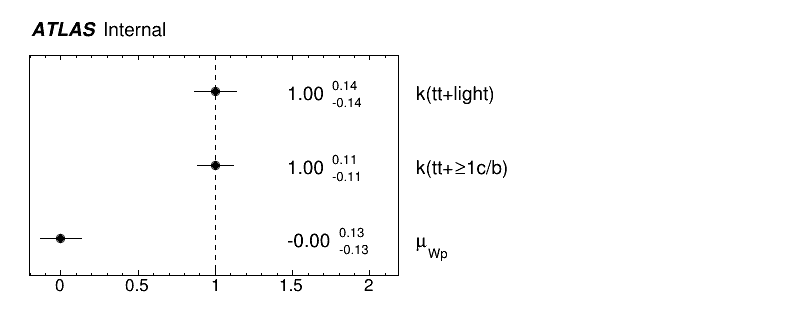 ATLAS Internal
1.00 0.14 -0.14 k(tt+light)
1.00 0.11 -0.11 k(tt+≥1c/b)
-0.00 0.13 -0.13 μWp
0 0.5 1 1.5 2